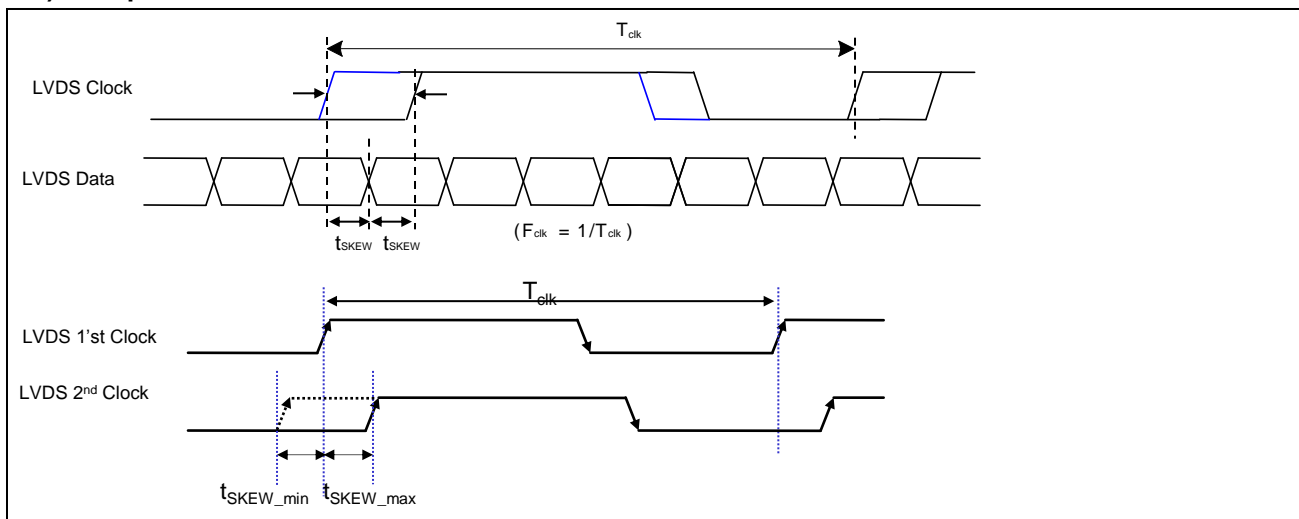 T clk
LVDS Clock
LVDS Data
tSKEW tSKEW
(Fclk = 1/Tclk)
Tclk
LVDS 1'st Clock
LVDS 2nd Clock
tSKEW_min tSKEW_max